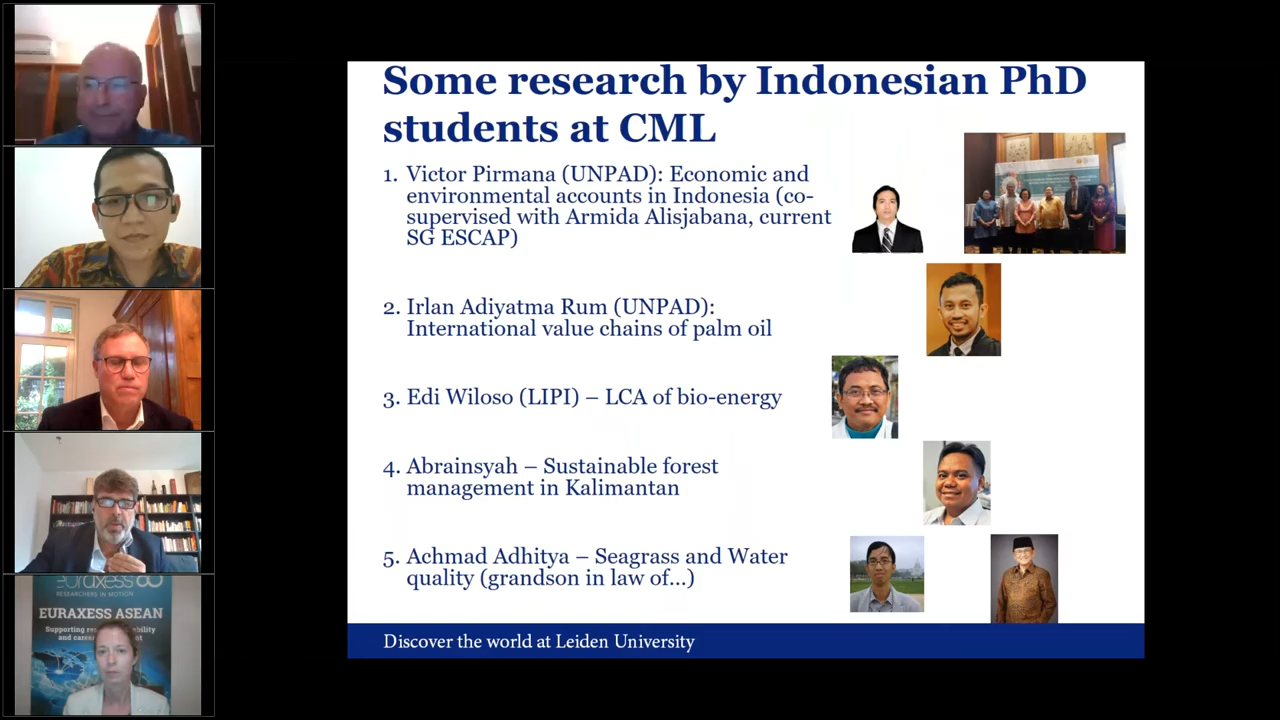 Some research by Indonesian PhD
students at CML
1. Victor Pirmana (UNPAD): Economic and
environmental accounts in Indonesia (co-
supervised with Armida Alisjabana, current
SG ESCAP)
2. Irlan Adiyatma Rum (UNPAD):
International value chains of palm oil
3. Edi Wiloso (LIPI) – LCA of bio-energy
4. Abrainsyah – Sustainable forest
management in Kalimantan
5. Achmad Adhitya – Seagrass and Water
quality (grandson in law of...)
Discover the world at Leiden University
euraxess
RESEARCHERS IN MOTION
EURAXESS ASEAN
Supporting
and